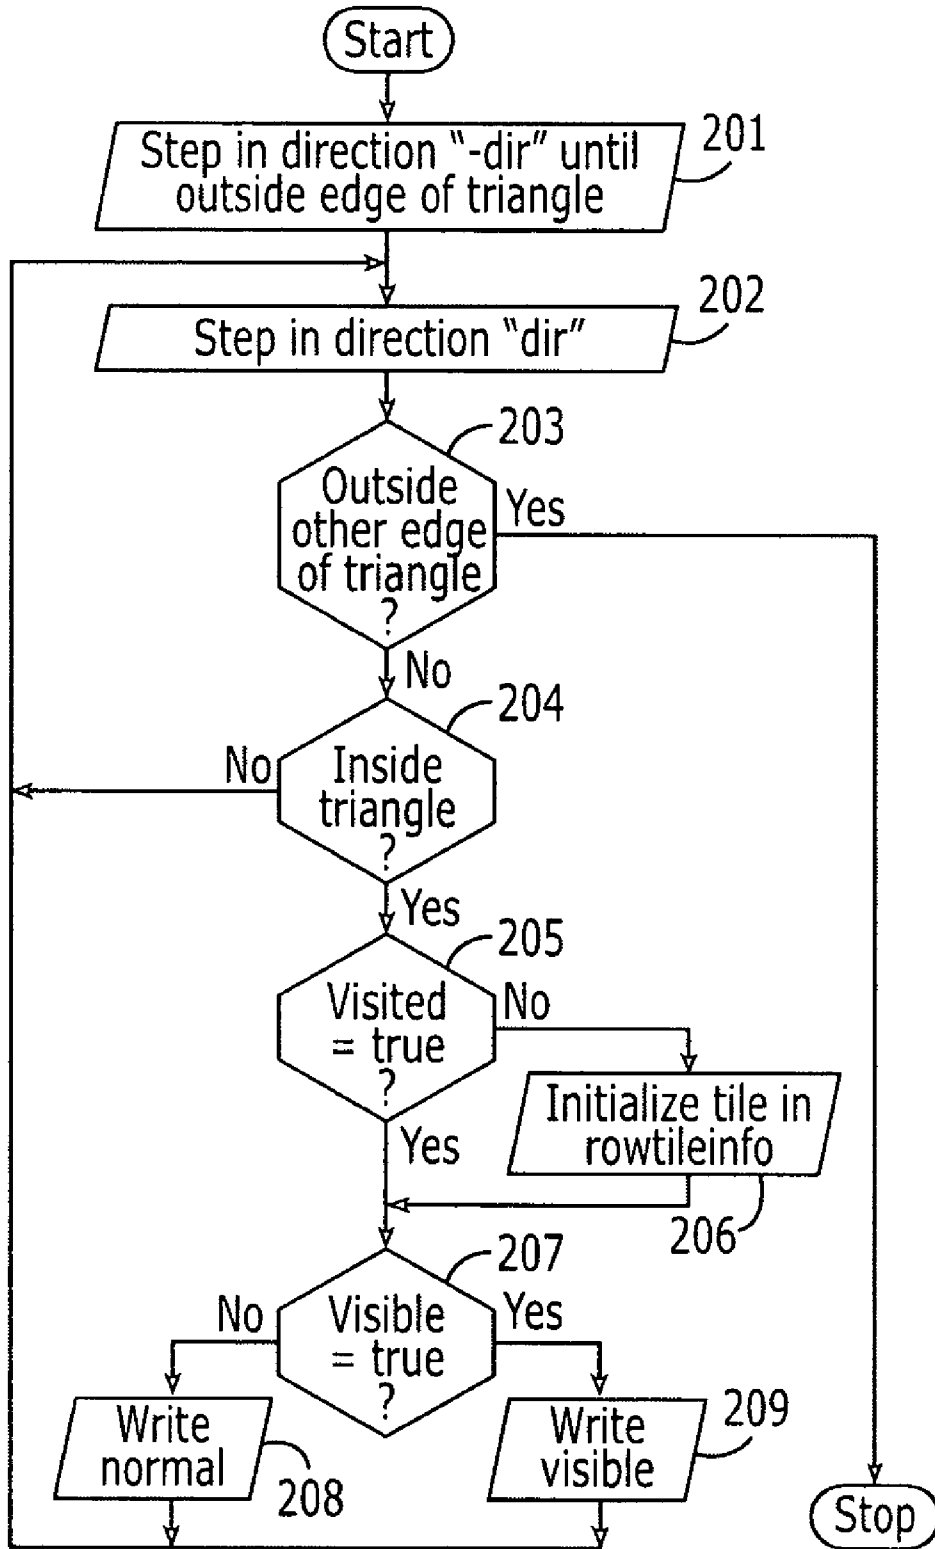 Start
Step in direction “-dir” until
outside edge of triangle
201
202
Step in direction “dir”
203
Outside
other edge
of triangle
?
Yes
No
204
Inside
triangle
?
No
Yes
205
Visited
= true
?
No
Yes
Initialize tile in
rowtileinfo
206
207
Visible
= true
?
No
Yes
Write
normal
208
Write
visible
209
Stop